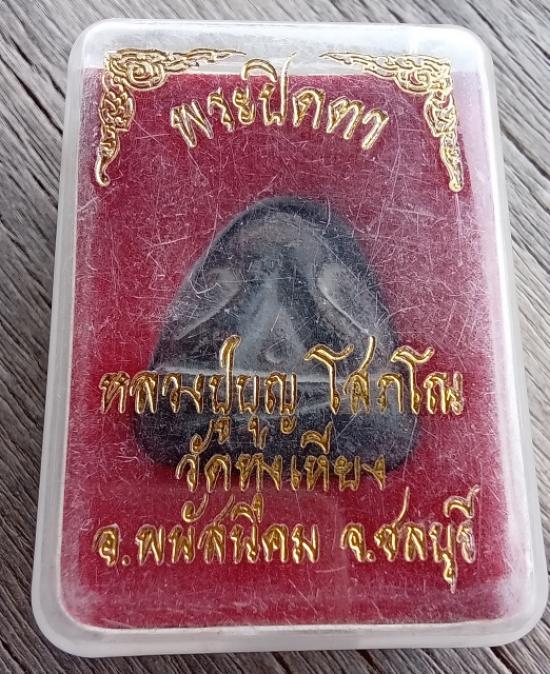 พระปิดตา
หลวงปู่บุญ โสภโณ
วัดทุ่งเหียง
อ.พนัสนิคม จ.ชลบุรี